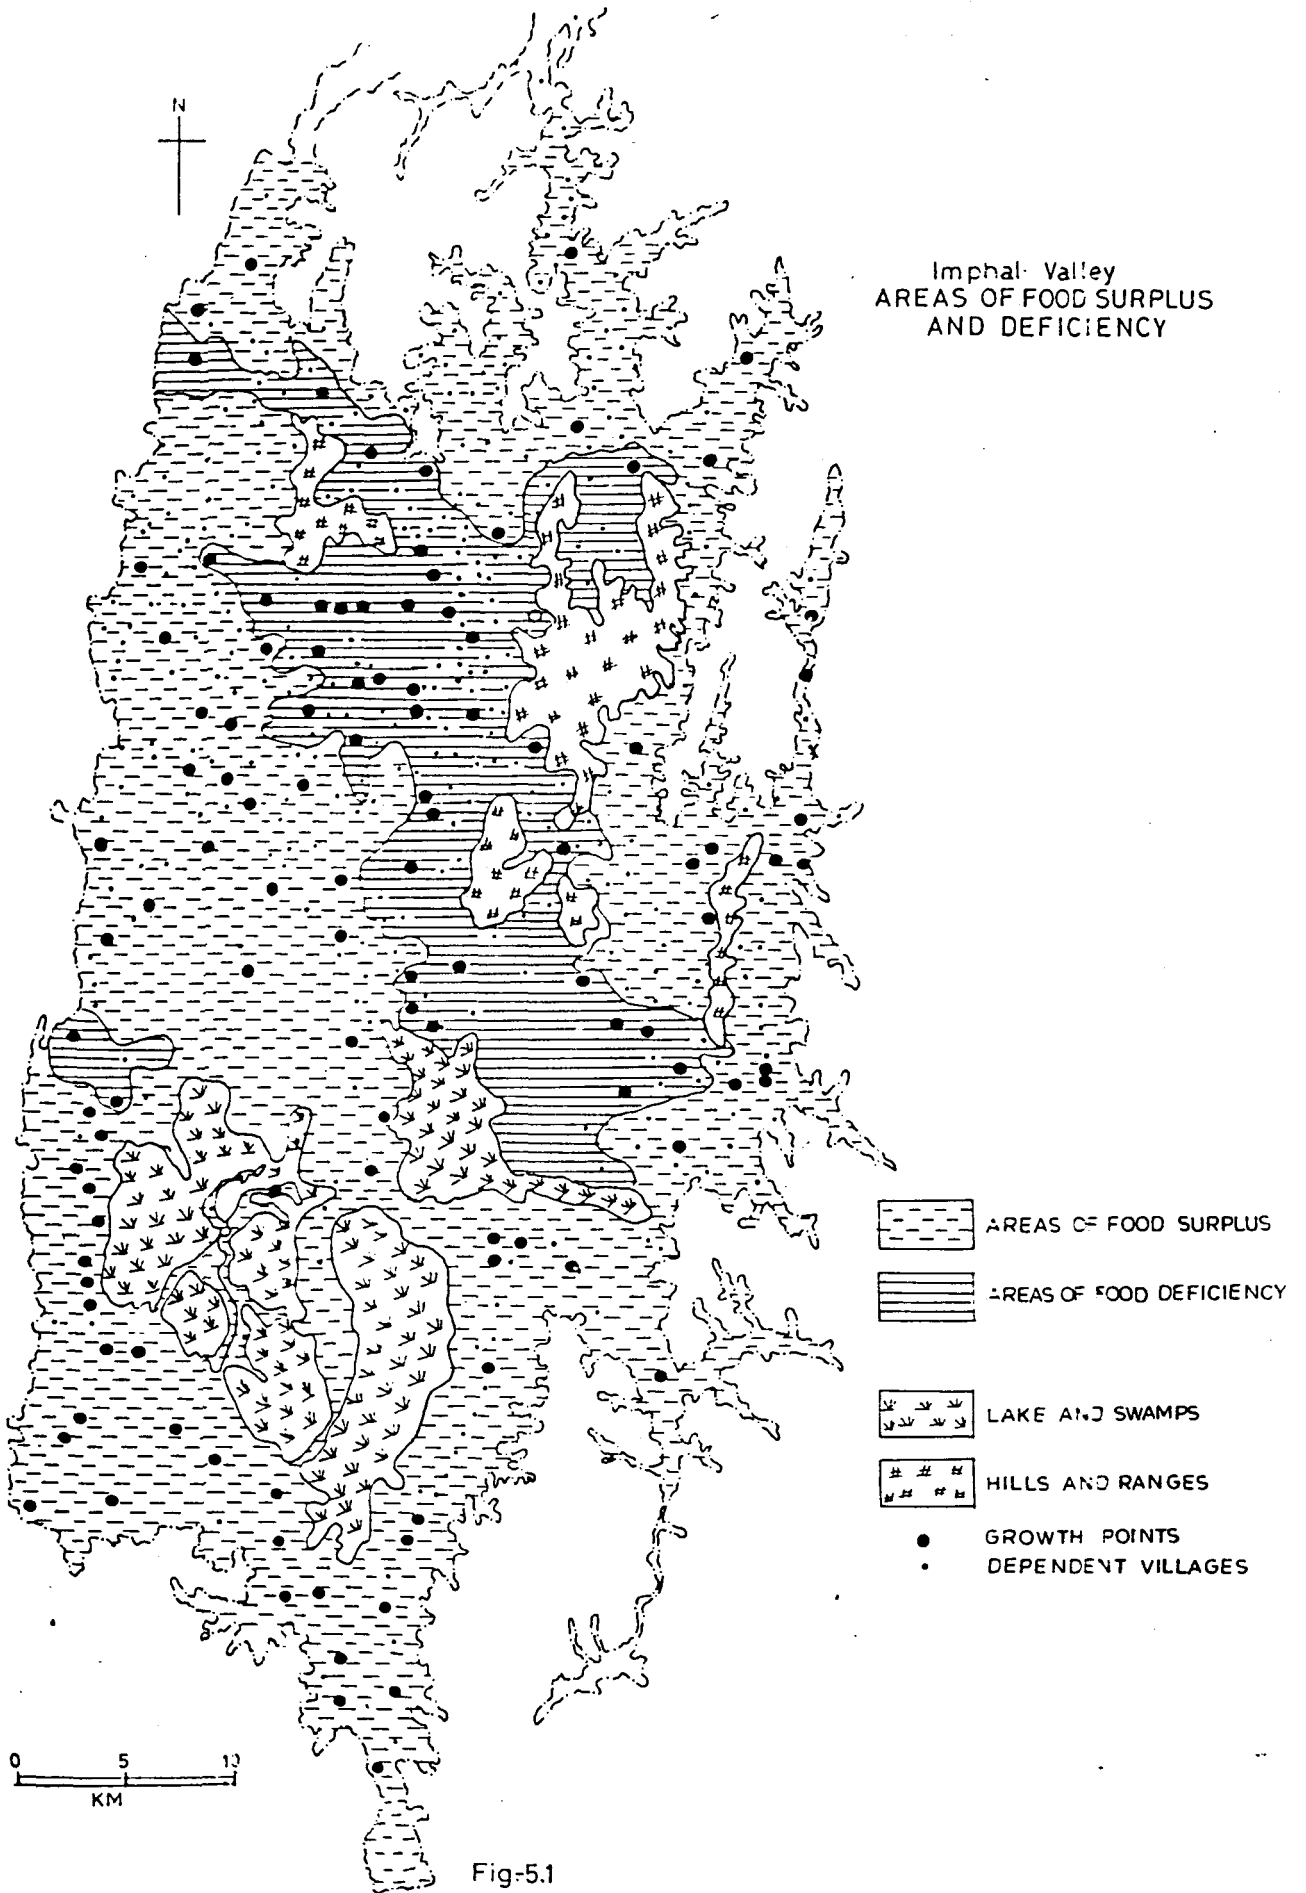 N
Imphal Valley
AREAS OF FOOD SURPLUS
AND DEFICIENCY
AREAS OF FOOD SURPLUS
AREAS OF FOOD DEFICIENCY
LAKE AND SWAMPS
HILLS AND RANGES
GROWTH POINTS
DEPENDENT VILLAGES
0 5 10
KM
Fig-5.1